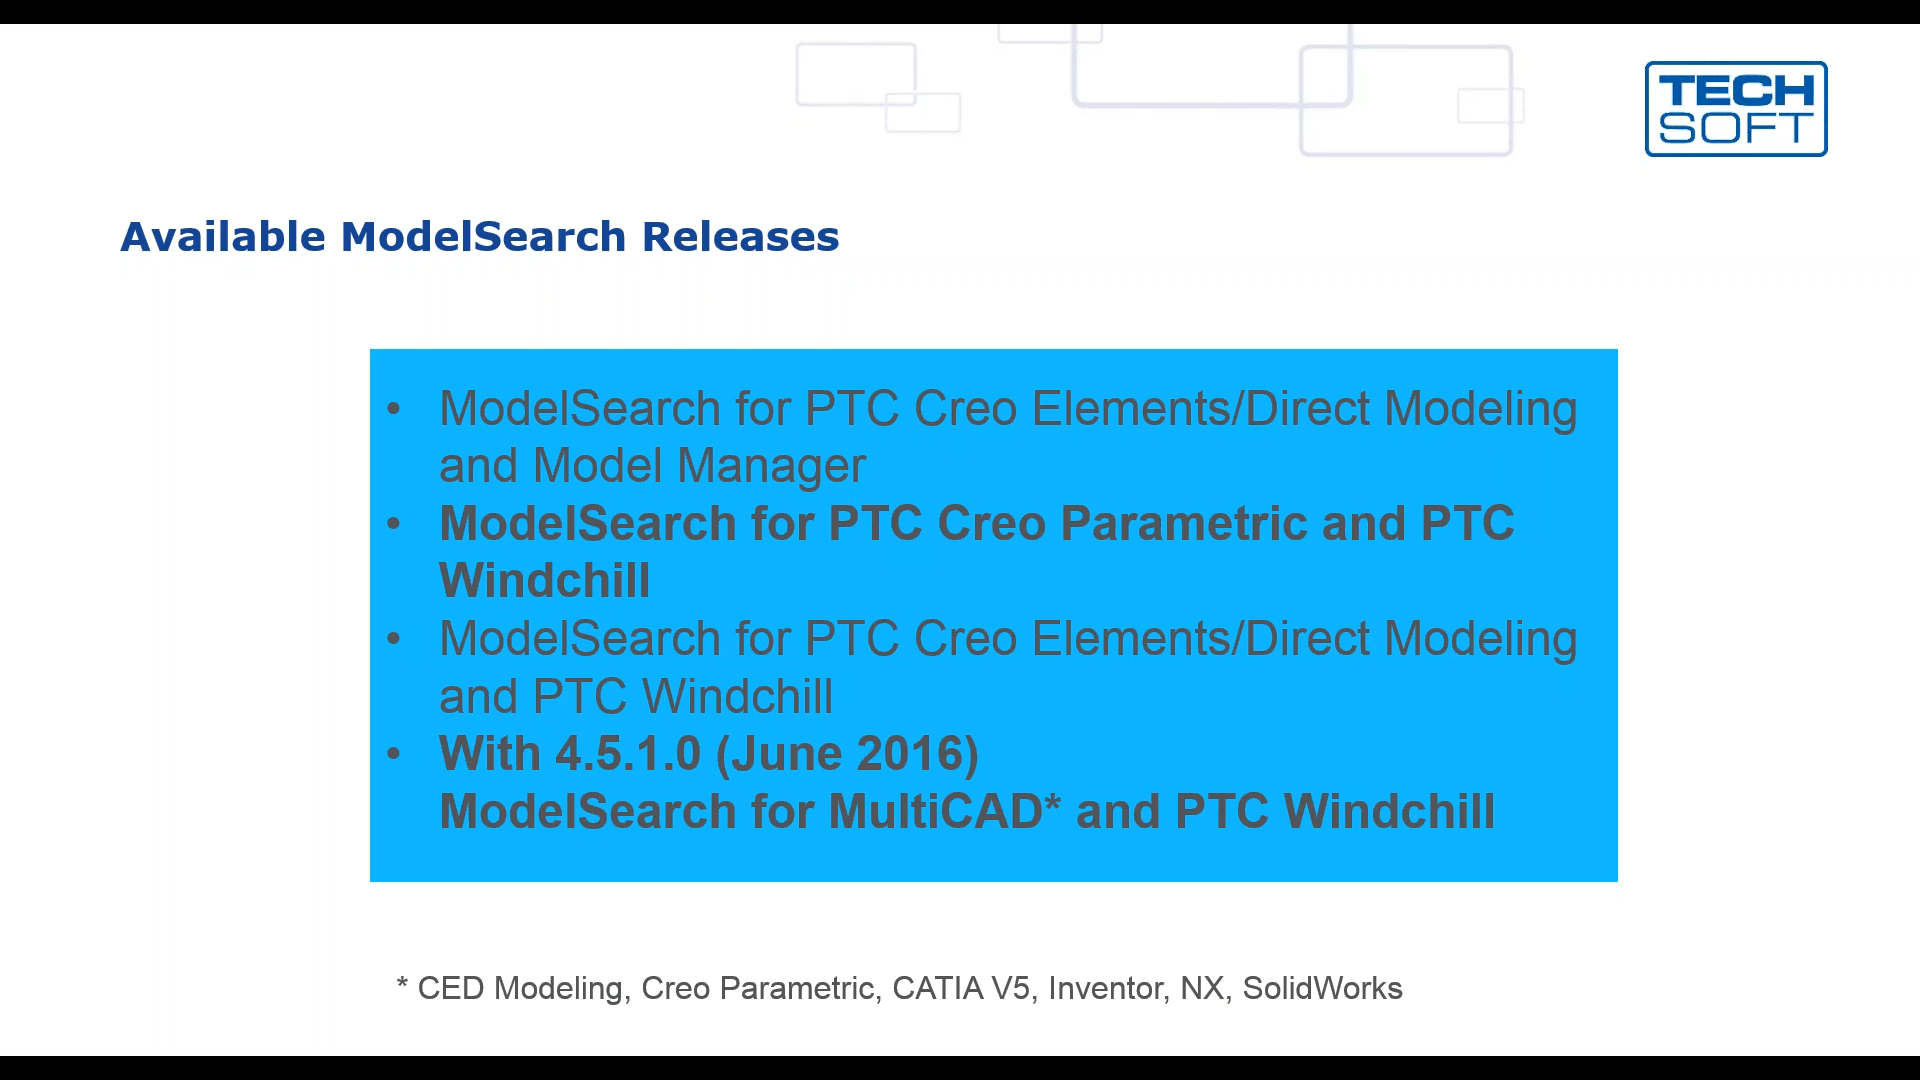 TECH
SOFT
Available ModelSearch Releases
• ModelSearch for PTC Creo Elements/Direct Modeling
and Model Manager
• ModelSearch for PTC Creo Parametric and PTC
Windchill
• ModelSearch for PTC Creo Elements/Direct Modeling
and PTC Windchill
• With 4.5.1.0 (June 2016)
ModelSearch for MultiCAD* and PTC Windchill
* CED Modeling, Creo Parametric, CATIA V5, Inventor, NX, SolidWorks